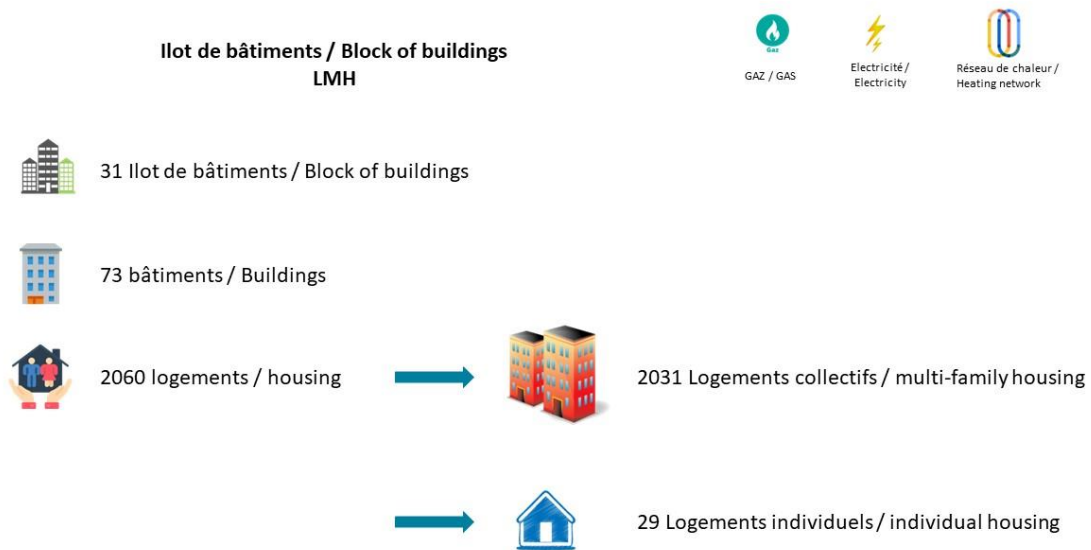 Ilot de bâtiments / Block of buildings
LMH
Gaz
GAZ / GAS
Electricité /
Electricity
Réseau de chaleur /
Heating network
31 Ilot de bâtiments / Block of buildings
73 bâtiments / Buildings
2060 logements / housing
2031 Logements collectifs / multi-family housing
29 Logements individuels / individual housing